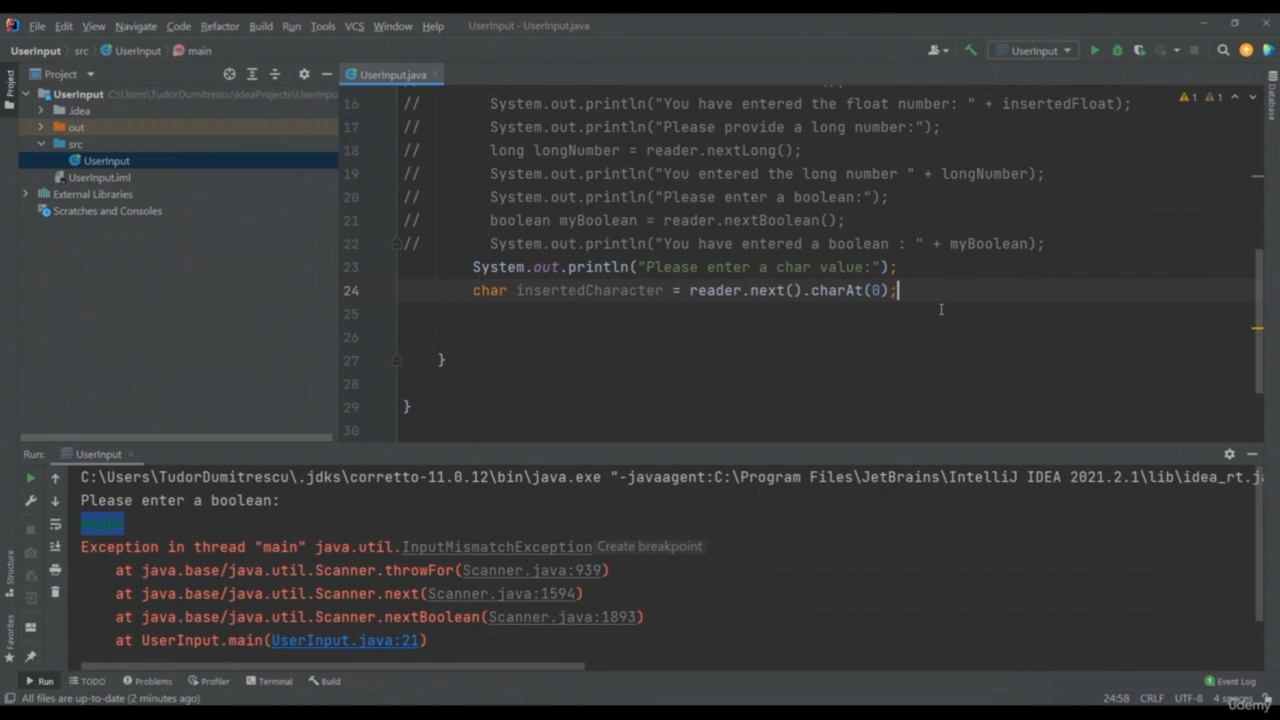 File Edit View Navigate Code Refactor Build Run Tools VCS Window Help UserInput - UserInput.java
UserInput src UserInput main UserInput
Project
UserInput.java
Project
UserInput C:\Users\TudorDumitrescu\IdeaProjects\UserInpu
.idea
out
src
UserInput
UserInput.iml
External Libraries
Scratches and Consoles
Database
1 1
16 // System.out.println("You have entered the float number: " + insertedFloat);
17 // System.out.println("Please provide a long number:");
18 // long longNumber = reader.nextLong();
19 // System.out.println("You entered the long number " + longNumber);
20 // System.out.println("Please enter a boolean:");
21 // boolean myBoolean = reader.nextBoolean();
22 // System.out.println("You have entered a boolean : " + myBoolean);
23 System.out.println("Please enter a char value:");
24 char insertedCharacter = reader.next().charAt(0);
25
26
27 }
28
29 }
30
Run: UserInput
C:\Users\TudorDumitrescu\.jdks\corretto-11.0.12\bin\java.exe "-javaagent:C:\Program Files\JetBrains\IntelliJ IDEA 2021.2.1\lib\idea_rt.j
Please enter a boolean:
Exception in thread "main" java.util.InputMismatchException Create breakpoint
at java.base/java.util.Scanner.throwFor(Scanner.java:939)
at java.base/java.util.Scanner.next(Scanner.java:1594)
at java.base/java.util.Scanner.nextBoolean(Scanner.java:1893)
at UserInput.main(UserInput.java:21)
Structure
Favorites
Run TODO Problems Profiler Terminal Build 1 Event Log
All files are up-to-date (2 minutes ago) 24:58 CRLF UTF-8 4 spaces
udemy